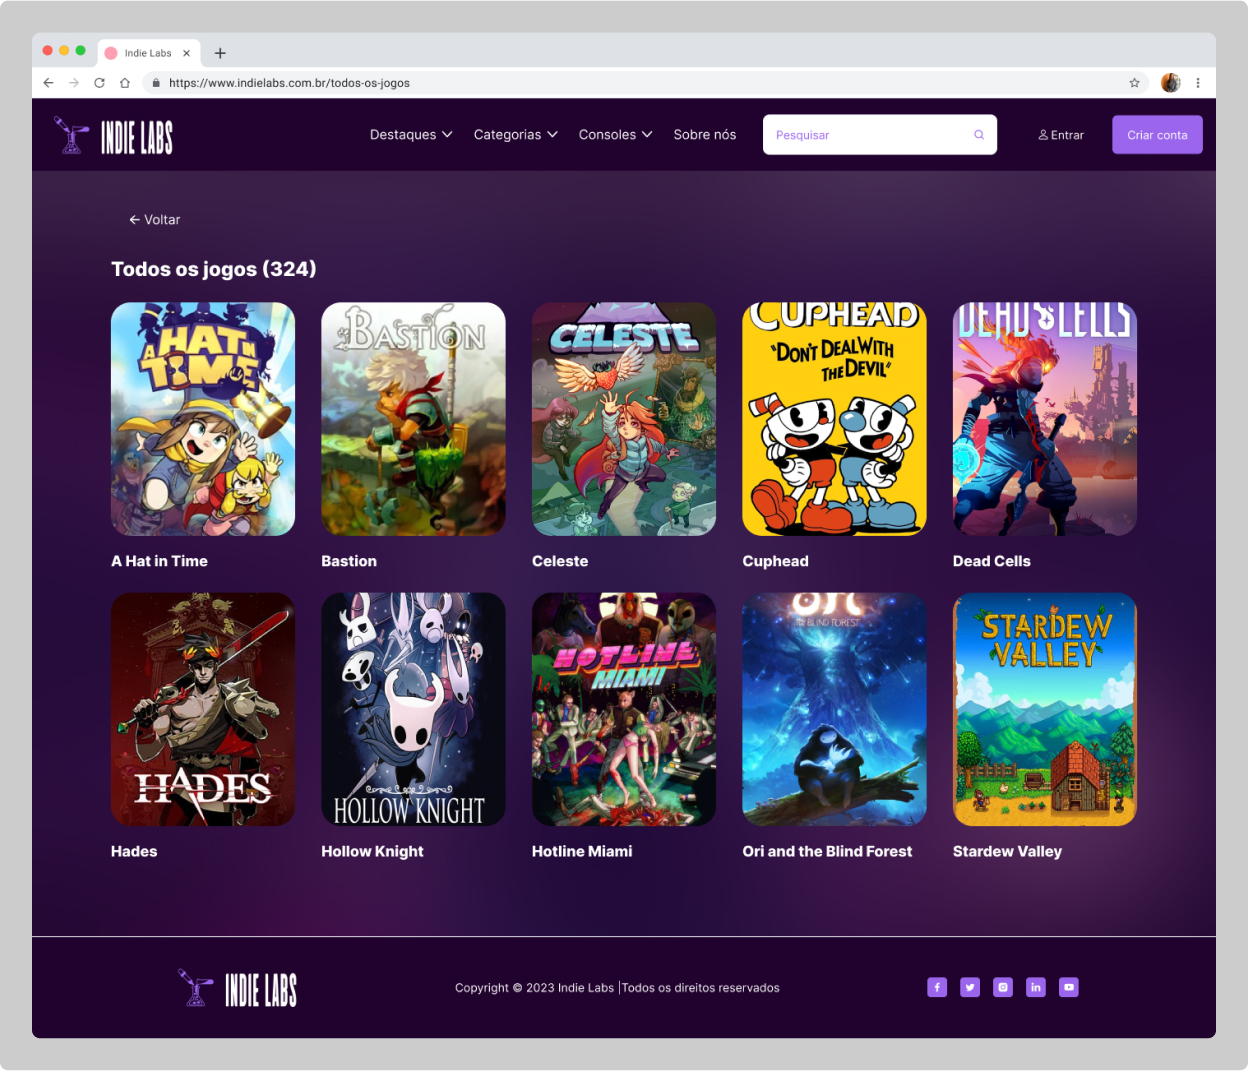 Indie Labs
https://www.indielabs.com.br/todos-os-jogos
INDIE LABS
Destaques
Categorias
Consoles
Sobre nós
Pesquisar
Entrar
Criar conta
Voltar
Todos os jogos (324)
A HAT IN TIME
BASTION
CELESTE
CUPHEAD
"DON'T DEAL WITH
THE DEVIL"
DEAD CELLS
A Hat in Time
Bastion
Celeste
Cuphead
Dead Cells
HADES
HOLLOW KNIGHT
HOTLINE
MIAMI
ORI
AND THE BLIND FOREST
STARDEW
VALLEY
Hades
Hollow Knight
Hotline Miami
Ori and the Blind Forest
Stardew Valley
INDIE LABS
Copyright © 2023 Indie Labs |Todos os direitos reservados